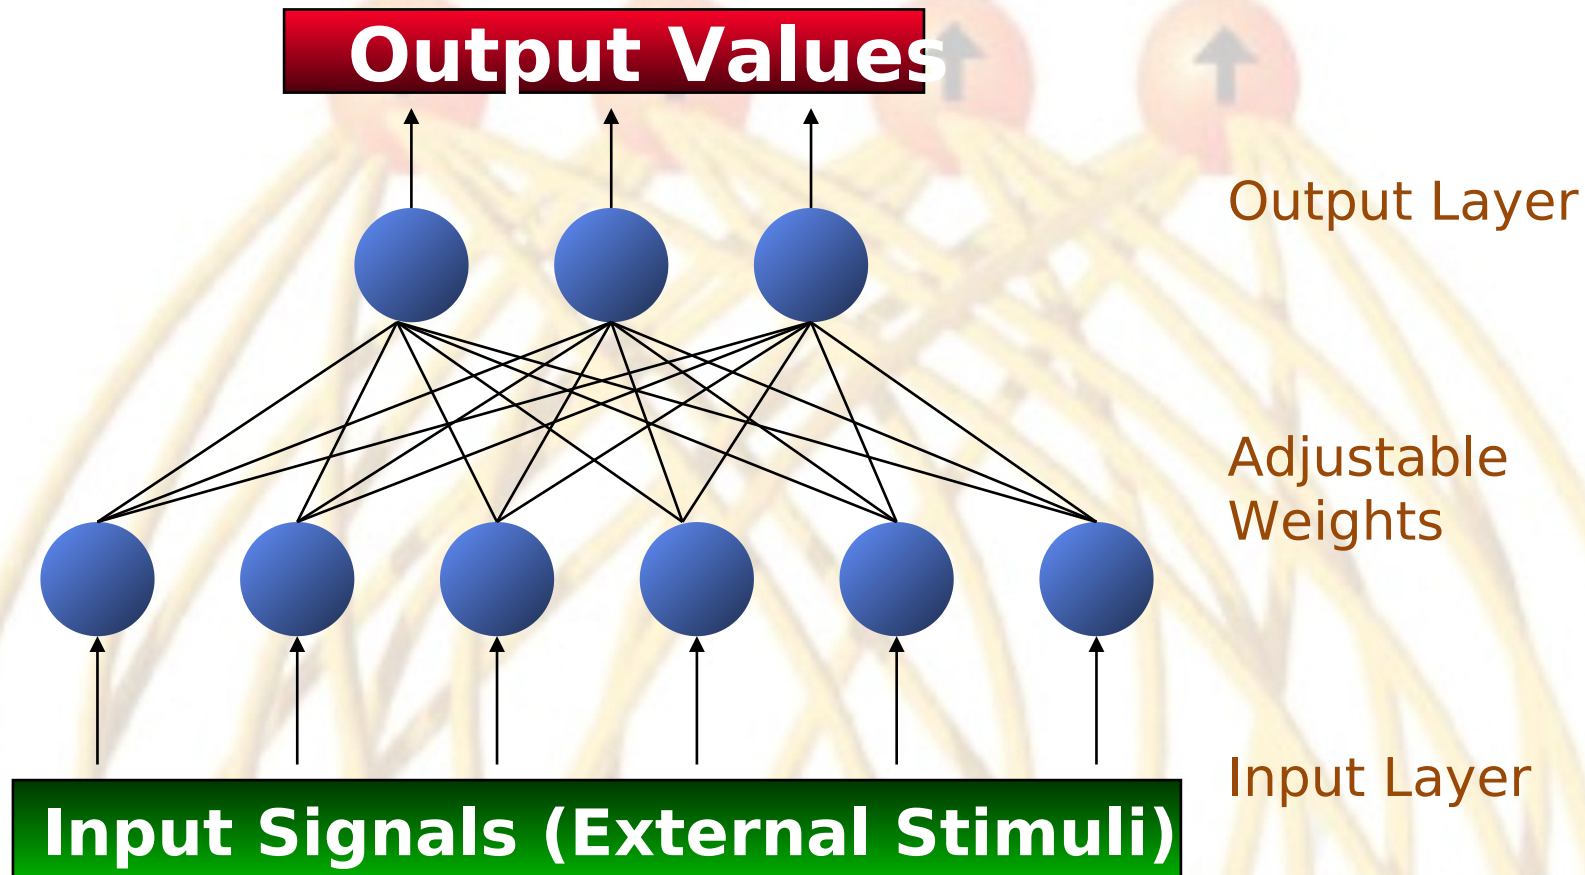 Output Values
Output Layer
Adjustable
Weights
Input Layer
Input Signals (External Stimuli)